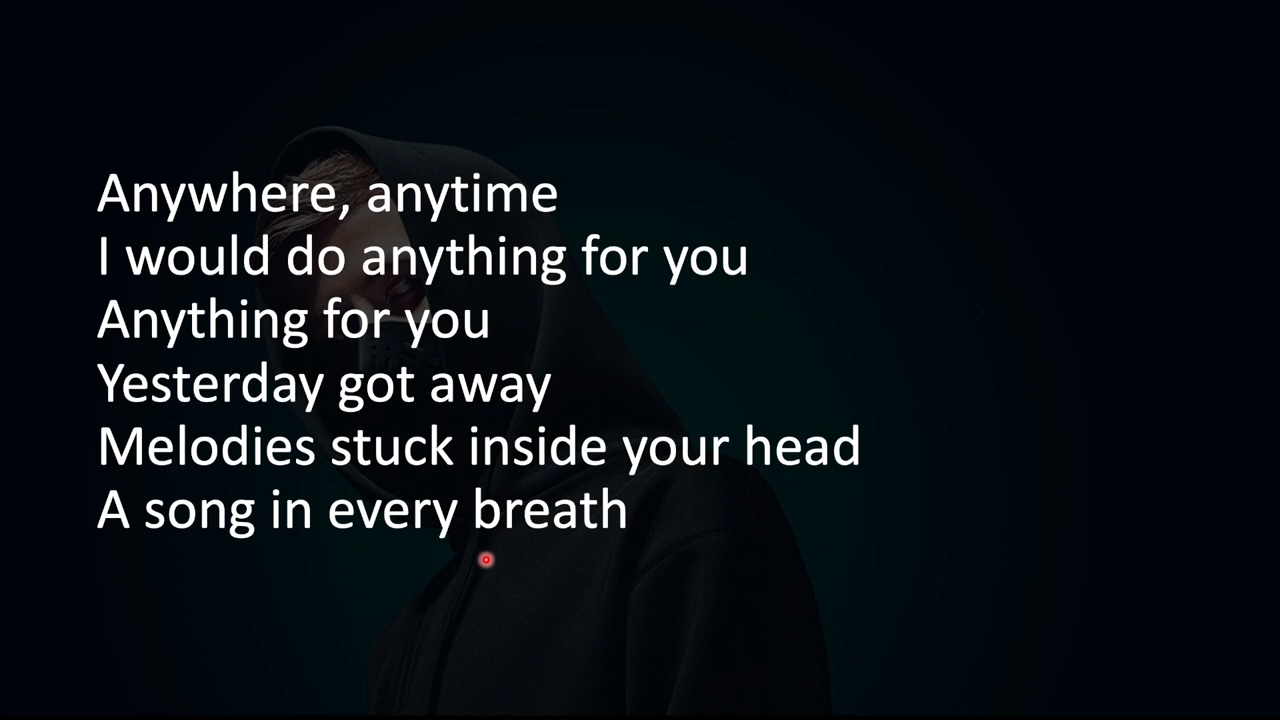 Anywhere, anytime
I would do anything for you
Anything for you
Yesterday got away
Melodies stuck inside your head
A song in every breath